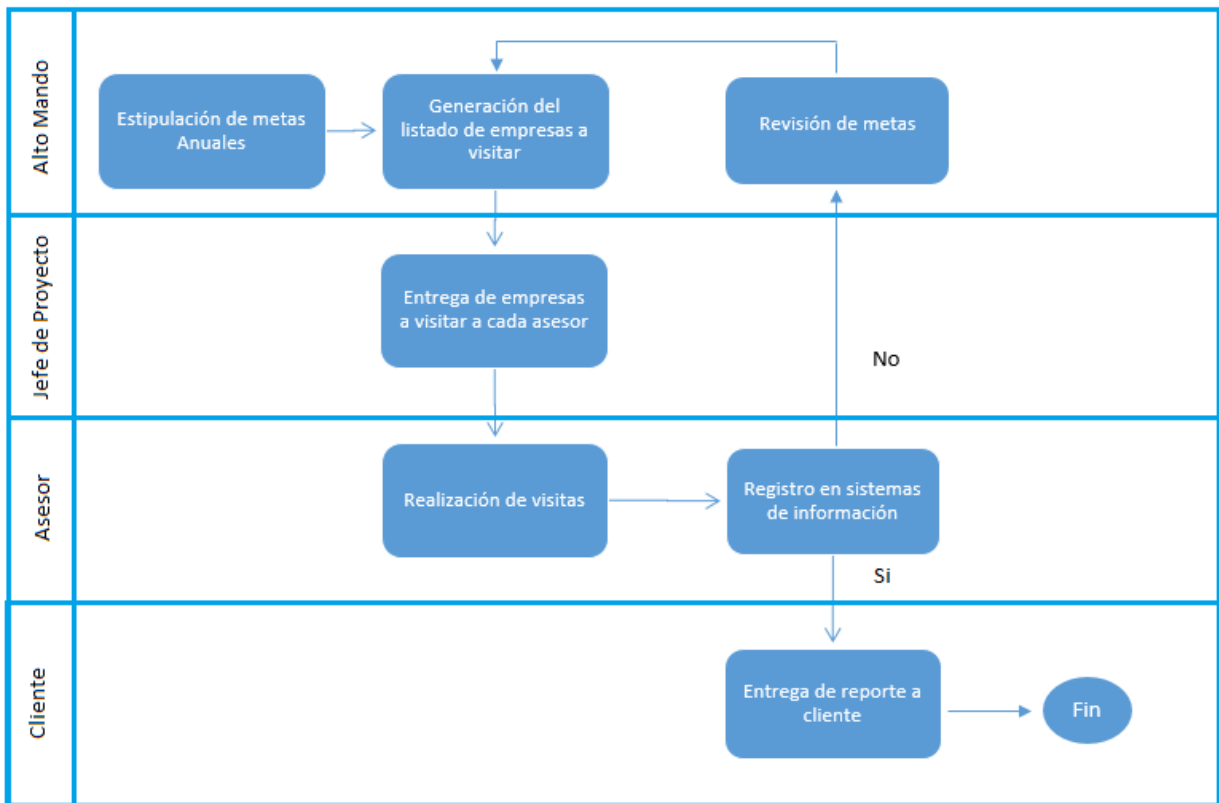 Alto Mando
Estipulación de metas
Anuales
Generación del
listado de empresas a
visitar
Revisión de metas
Jefe de Proyecto
Entrega de empresas
a visitar a cada asesor
No
Asesor
Realización de visitas
Registro en sistemas
de información
Si
Cliente
Entrega de reporte a
cliente
Fin